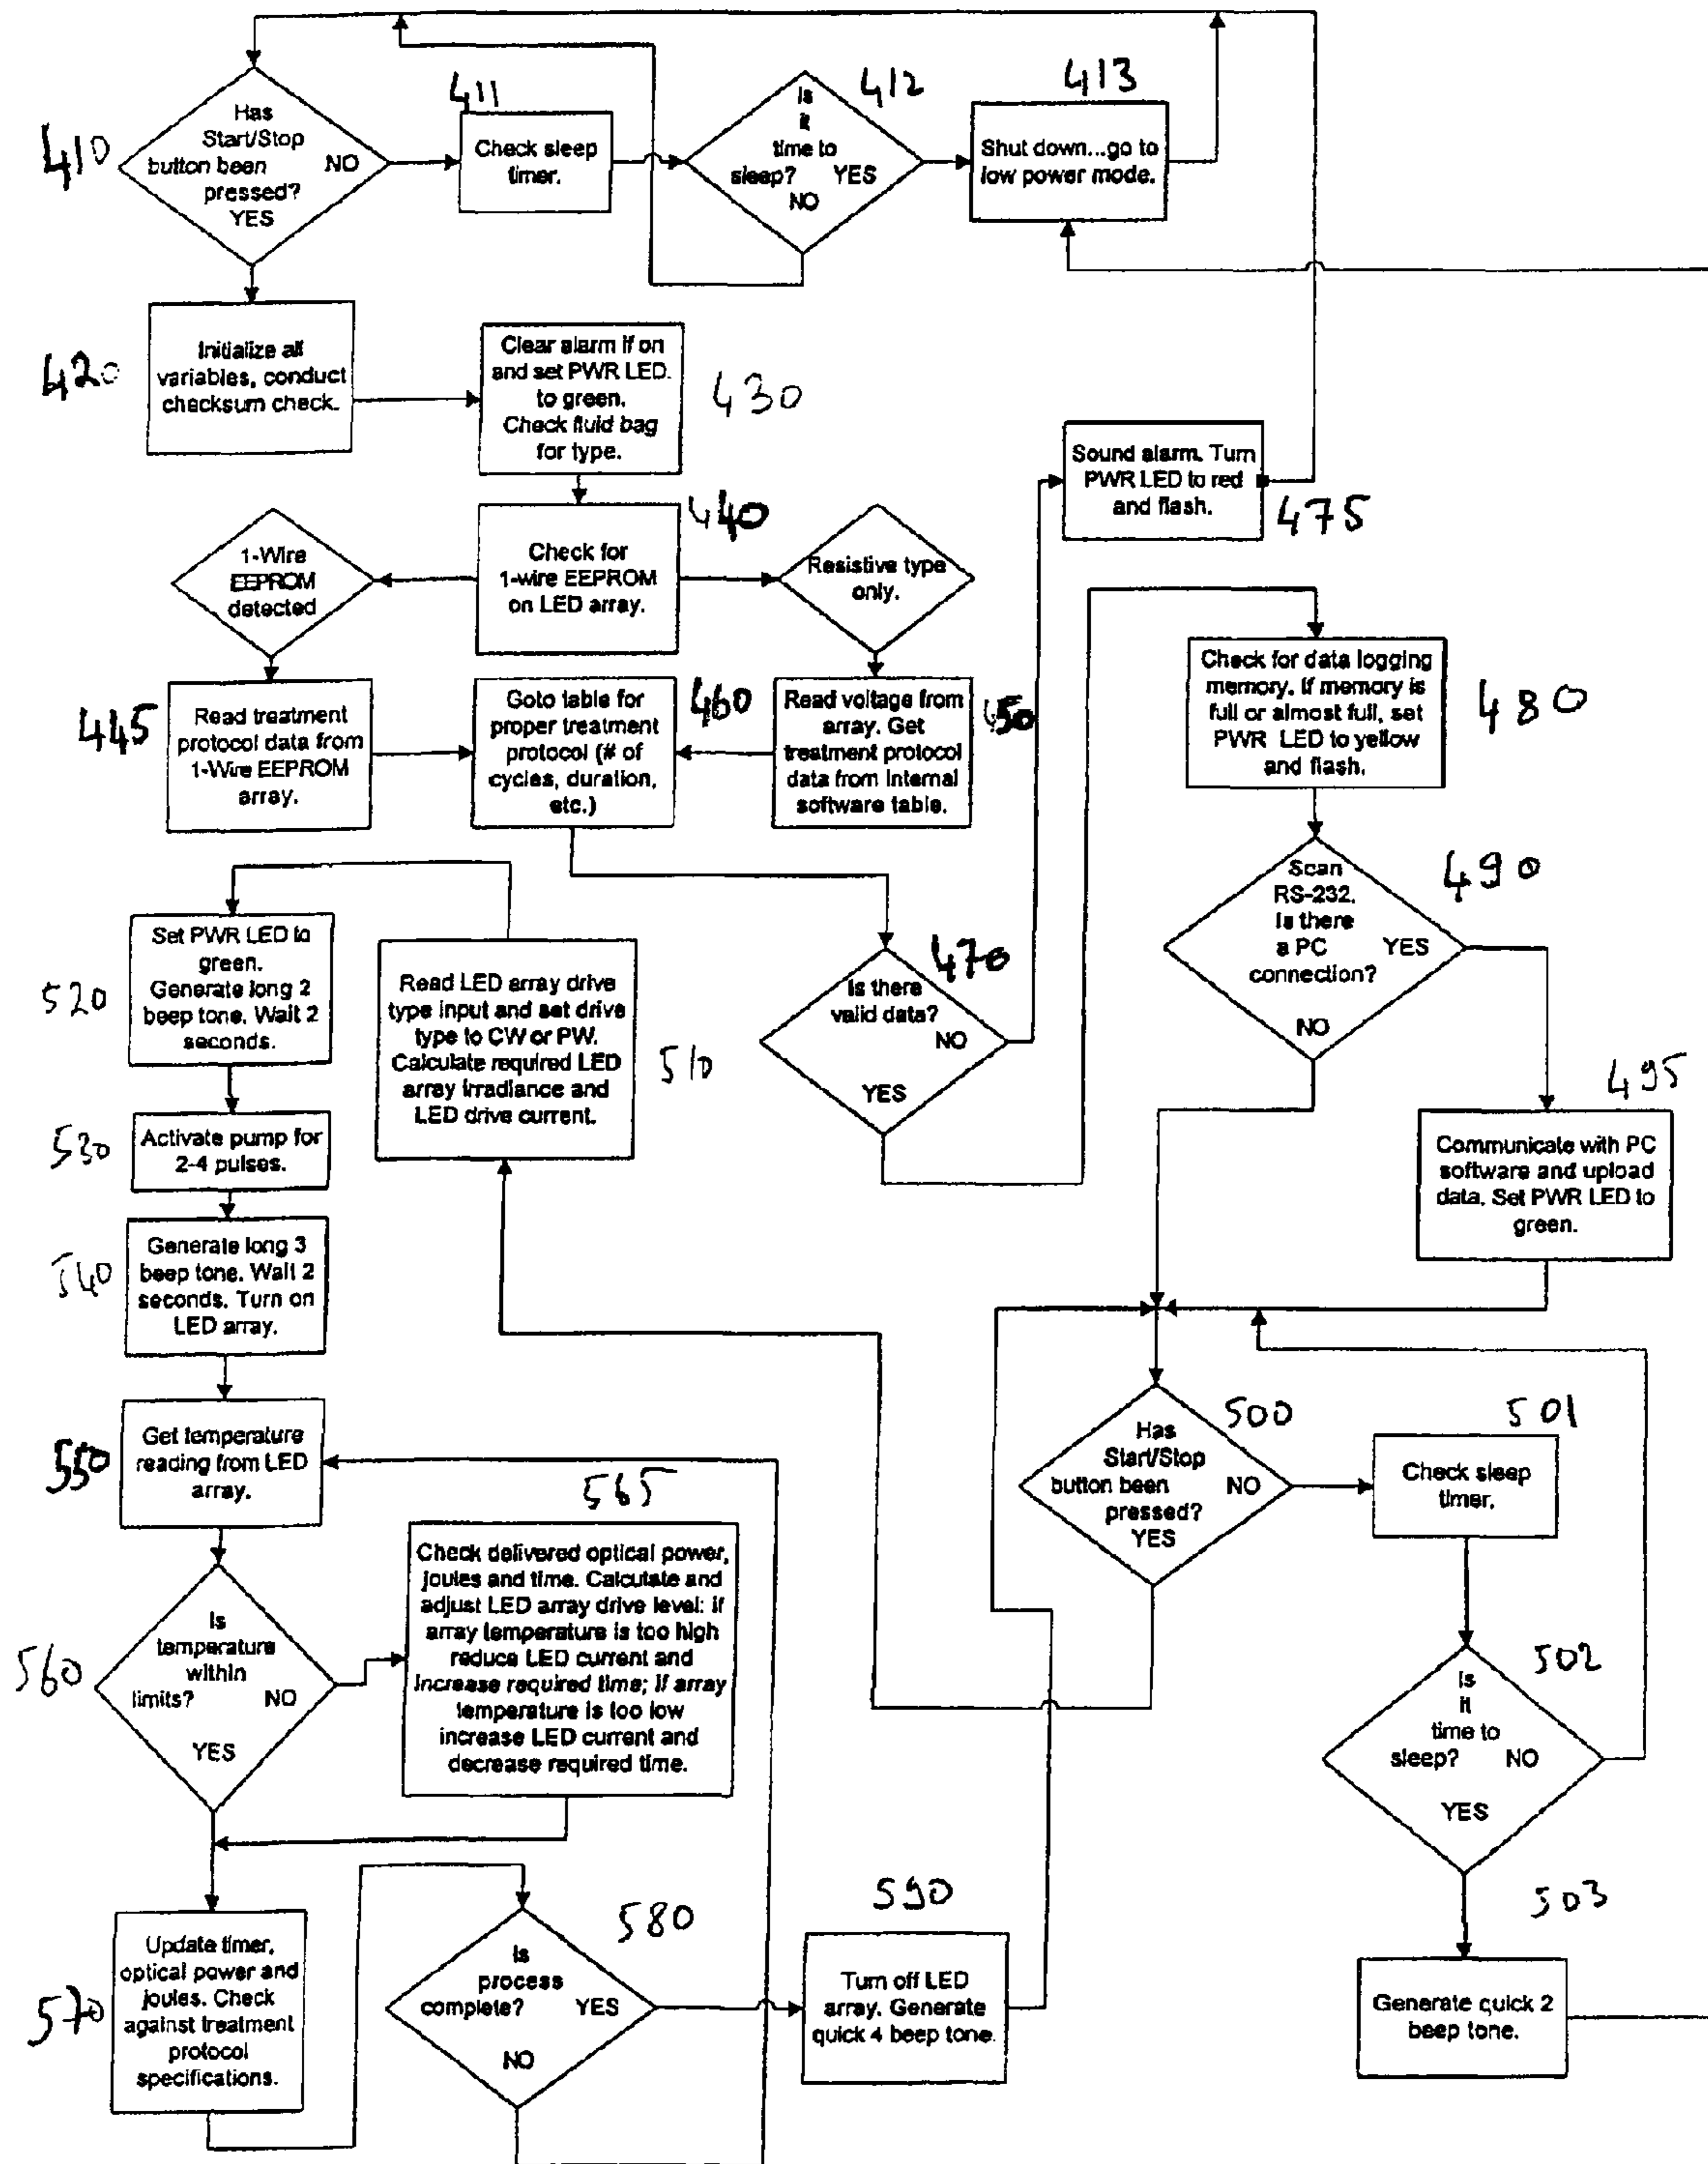 410
Has
Start/Stop
button been
pressed?
NO
YES
411
Check sleep
timer.
412
Is
it
time to
sleep?
YES
NO
413
Shut down...go to
low power mode.
420
Initialize all
variables, conduct
checksum check.
Clear alarm if on
and set PWR LED.
to green.
Check fluid bag
for type.
430
Sound alarm. Turn
PWR LED to red
and flash.
475
1-Wire
EEPROM
detected
440
Check for
1-wire EEPROM
on LED array.
Resistive type
only.
445
Read treatment
protocol data from
1-Wire EEPROM
array.
Goto table for
proper treatment
protocol (# of
cycles, duration,
etc.)
460
Read voltage from
array. Get
treatment protocol
data from Internal
software table.
450
Check for data logging
memory. If memory is
full or almost full, set
PWR LED to yellow
and flash.
480
Scan
RS-232.
Is there
a PC
connection?
YES
NO
490
470
Is there
valid data?
NO
YES
495
Communicate with PC
software and upload
data. Set PWR LED to
green.
Read LED array drive
type input and set drive
type to CW or PW.
Calculate required LED
array irradiance and
LED drive current.
510
520
Set PWR LED to
green.
Generate long 2
beep tone. Wait 2
seconds.
530
Activate pump for
2-4 pulses.
540
Generate long 3
beep tone. Wait 2
seconds. Turn on
LED array.
550
Get temperature
reading from LED
array.
500
Has
Start/Stop
button been
pressed?
NO
YES
501
Check sleep
timer.
502
Is
it
time to
sleep?
NO
YES
503
Generate quick 2
beep tone.
560
Is
temperature
within
limits?
NO
YES
565
Check delivered optical power,
joules and time. Calculate and
adjust LED array drive level: if
array temperature is too high
reduce LED current and
increase required time; if array
temperature is too low
increase LED current and
decrease required time.
570
Update timer,
optical power and
joules. Check
against treatment
protocol
specifications.
580
Is
process
complete?
YES
NO
590
Turn off LED
array. Generate
quick 4 beep tone.